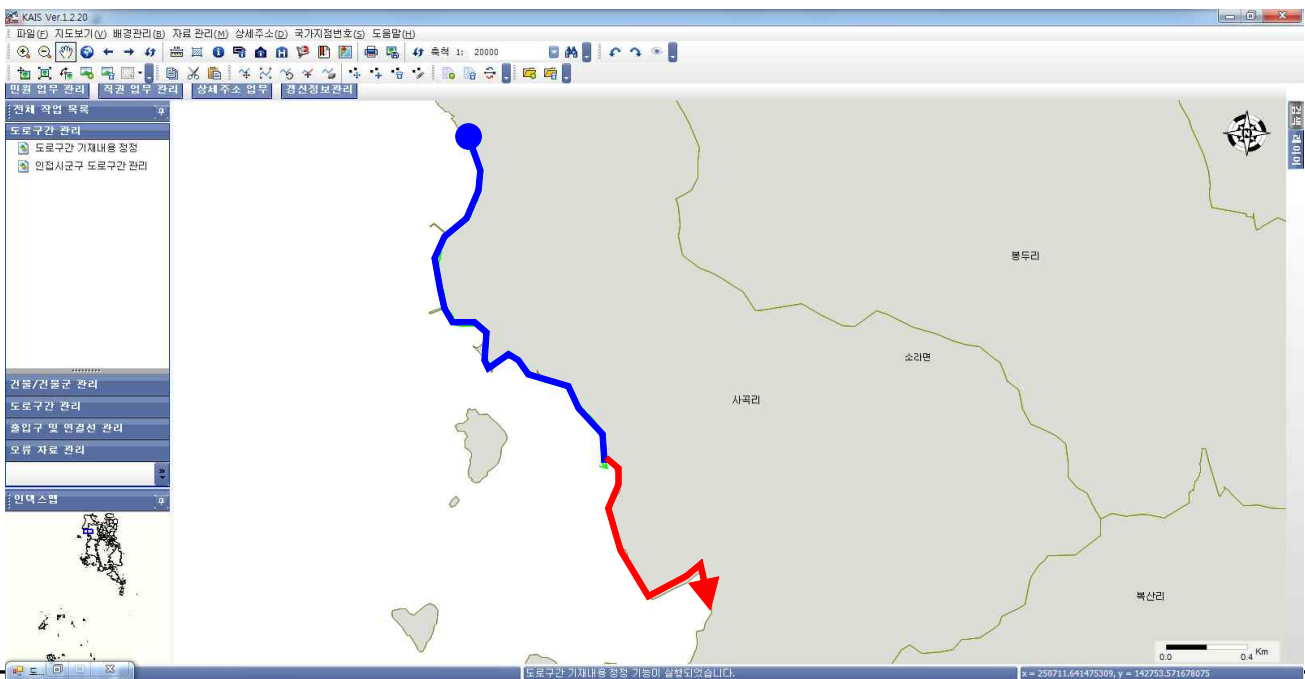 KAIS Ver.1.2.20
파일(F) 지도보기(V) 배경관리(B) 자료관리(M) 상세주소(D) 국가지점번호(S) 도움말(H)
축척 1: 20000
민원 업무 관리 직권 업무 관리 상세주소 업무 갱신정보관리
전체 작업 목록
도로구간 관리
도로구간 기재내용 정정
인접시군구 도로구간 관리
건물/건물군 관리
도로구간 관리
출입구 및 연결선 관리
오류 자료 관리
인덱스맵
검색
레이어
봉두리
소라면
사곡리
복산리
0.0 0.4 Km
도...
도로구간 기재내용 정정 기능이 실행되었습니다.
x = 250711.641475309, y = 142753.571678075